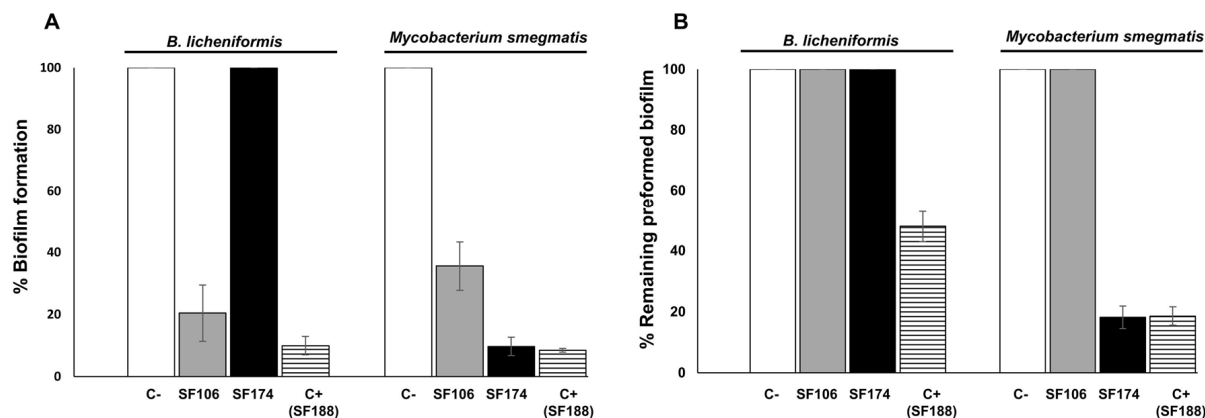 A
B. licheniformis
Mycobacterium smegmatis
% Biofilm formation
100
80
60
40
20
0
C-
SF106
SF174
C+
(SF188)
C-
SF106
SF174
C+
(SF188)
B
B. licheniformis
Mycobacterium smegmatis
% Remaining preformed biofilm
100
80
60
40
20
0
C-
SF106
SF174
C+
(SF188)
C-
SF106
SF174
C+
(SF188)